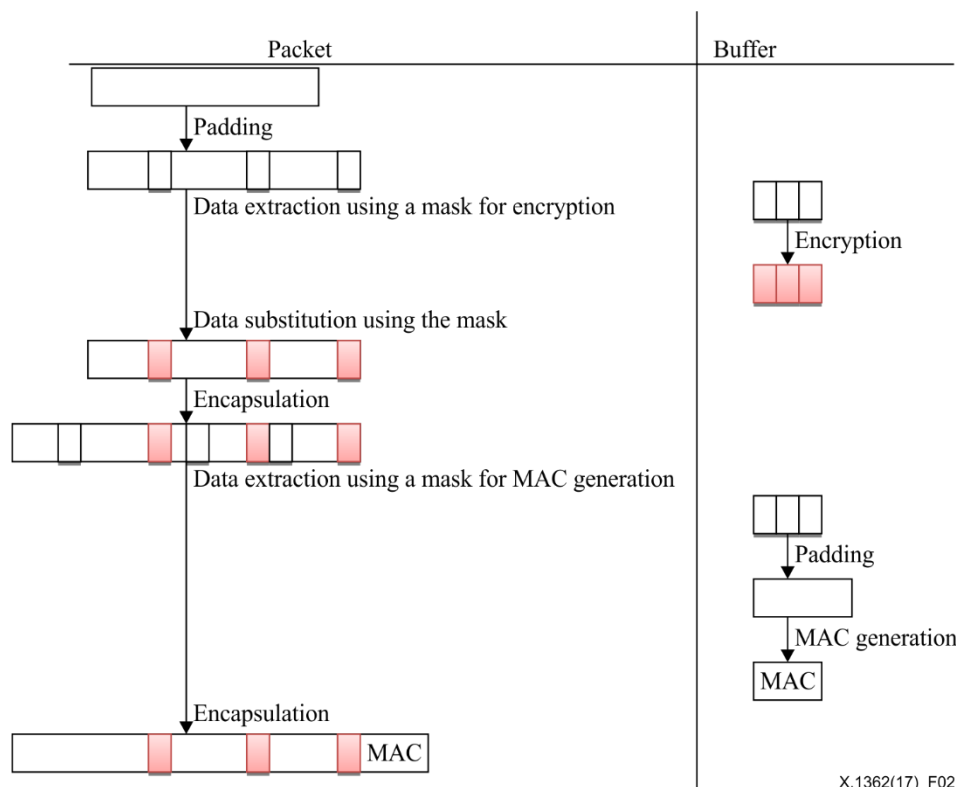 Packet
Buffer
Padding
Data extraction using a mask for encryption
Encryption
Data substitution using the mask
Encapsulation
Data extraction using a mask for MAC generation
Padding
MAC generation
MAC
Encapsulation
MAC
X.1362(17)_F02